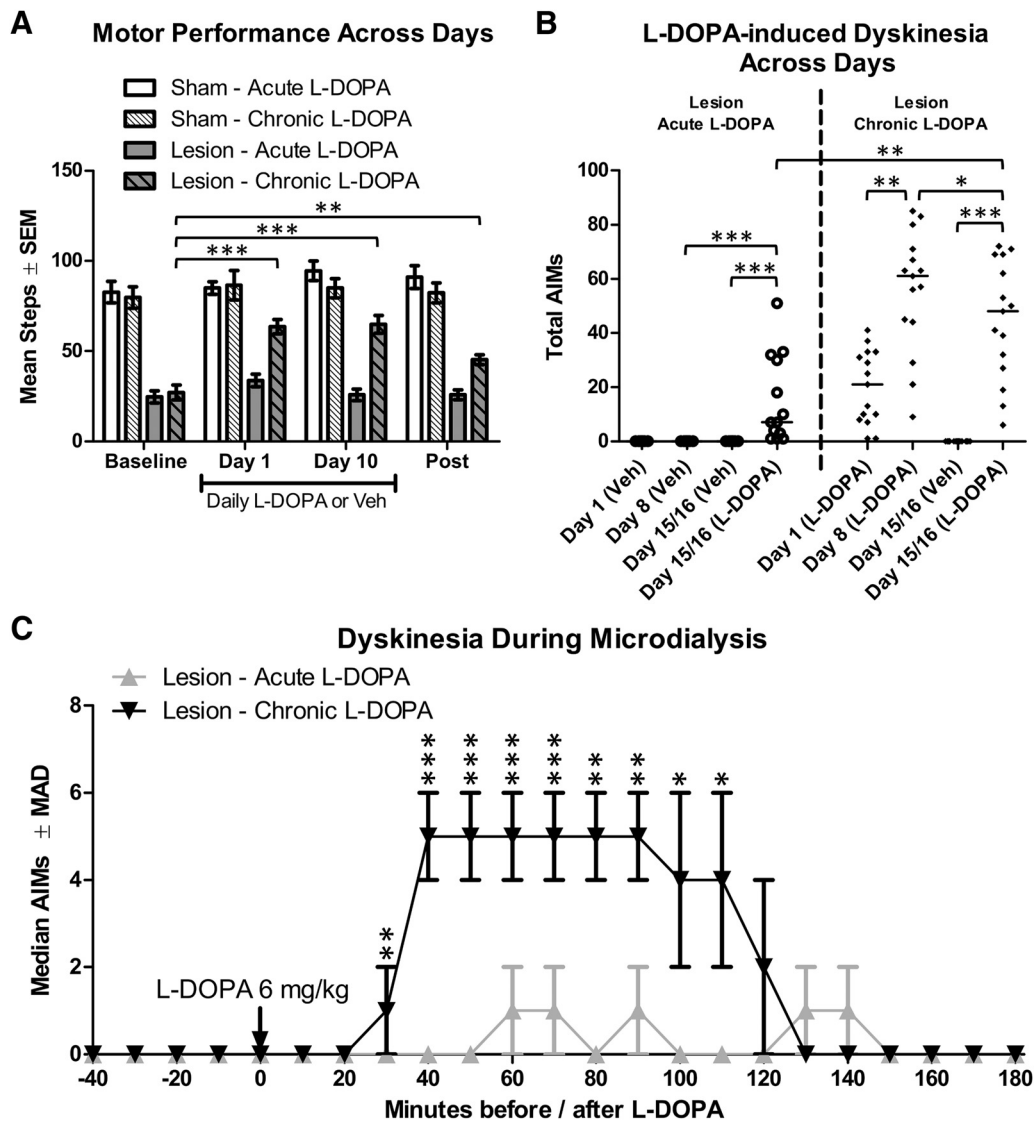 A
Motor Performance Across Days
Sham - Acute L-DOPA
Sham - Chronic L-DOPA
Lesion - Acute L-DOPA
Lesion - Chronic L-DOPA
Mean Steps ± SEM
150
100
50
0
**
***
***
Baseline Day 1 Day 10 Post
Daily L-DOPA or Veh
B
L-DOPA-induced Dyskinesia
Across Days
Lesion
Acute L-DOPA
Lesion
Chronic L-DOPA
Total AIMs
100
80
60
40
20
0
**
** *
*** ***
***
Day 1 (Veh)
Day 8 (Veh)
Day 15/16 (Veh)
Day 15/16 (L-DOPA)
Day 1 (L-DOPA)
Day 8 (L-DOPA)
Day 15/16 (Veh)
Day 15/16 (L-DOPA)
C
Dyskinesia During Microdialysis
Lesion - Acute L-DOPA
Lesion - Chronic L-DOPA
Median AIMs ± MAD
8
6
4
2
0
L-DOPA 6 mg/kg
** *** *** *** *** ** ** * *
-40 -20 0 20 40 60 80 100 120 140 160 180
Minutes before / after L-DOPA